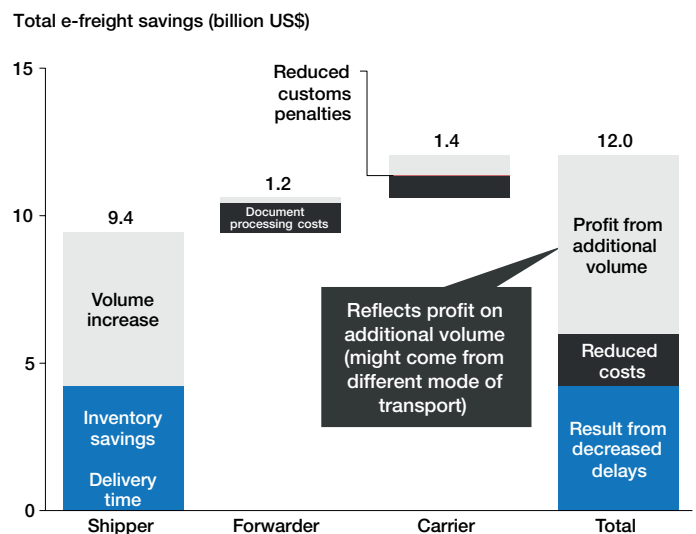 Total e-freight savings (billion US$)
15
10
5
0
Reduced
customs
penalties
9.4
1.2
1.4
12.0
Volume
increase
Inventory
savings
Delivery
time
Document
processing costs
Reflects profit on
additional volume
(might come from
different mode of
transport)
Profit from
additional
volume
Reduced
costs
Result from
decreased
delays
Shipper
Forwarder
Carrier
Total